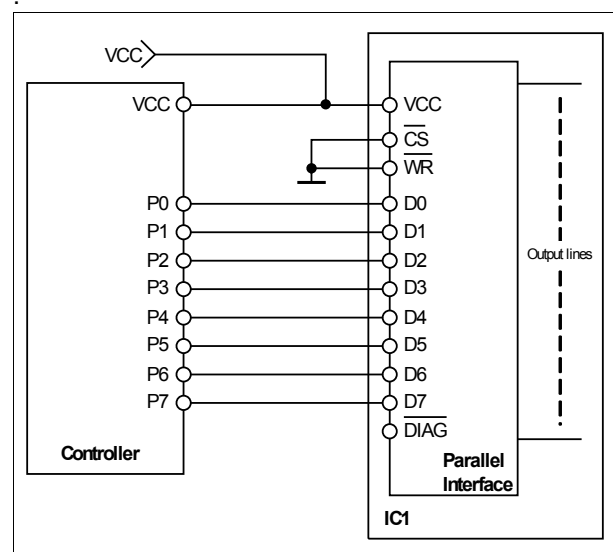 .
VCC
VCC
VCC
CS
WR
P0
D0
P1
D1
P2
D2
Output lines
P3
D3
P4
D4
P5
D5
P6
D6
P7
D7
DIAG
Controller
Parallel
Interface
IC1